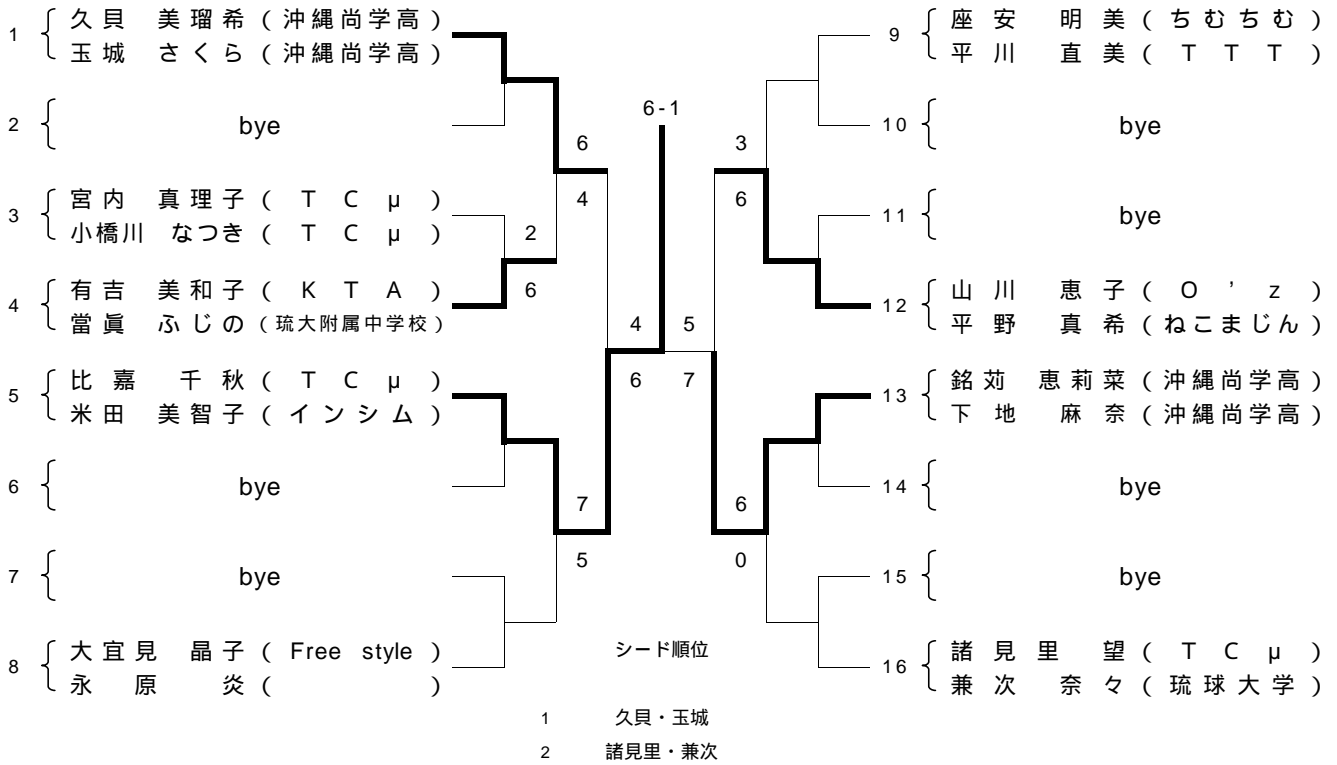 1 久貝 美瑠希 ( 沖縄尚学高 )
玉城 さくら ( 沖縄尚学高 )
2 bye
3 宮内 真理子 ( T C μ )
小橋川 なつき ( T C μ )
4 有吉 美和子 ( K T A )
當眞 ふじの ( 琉大附属中学校 )
5 比嘉 千秋 ( T C μ )
米田 美智子 ( インシム )
6 bye
7 bye
8 大宜見 晶子 ( Free style )
永原 炎 ( )
6
4
2
6
7
5
6-1
4 5
6 7
3
6
6
0
9 座安 明美 ( ちむちむ )
平川 直美 ( T T T )
10 bye
11 bye
12 山川 恵子 ( O ' z )
平野 真希 ( ねこまじん )
13 銘苅 恵莉菜 ( 沖縄尚学高 )
下地 麻奈 ( 沖縄尚学高 )
14 bye
15 bye
16 諸見里 望 ( T C μ )
兼次 奈々 ( 琉球大学 )
シード順位
1 久貝・玉城
2 諸見里・兼次